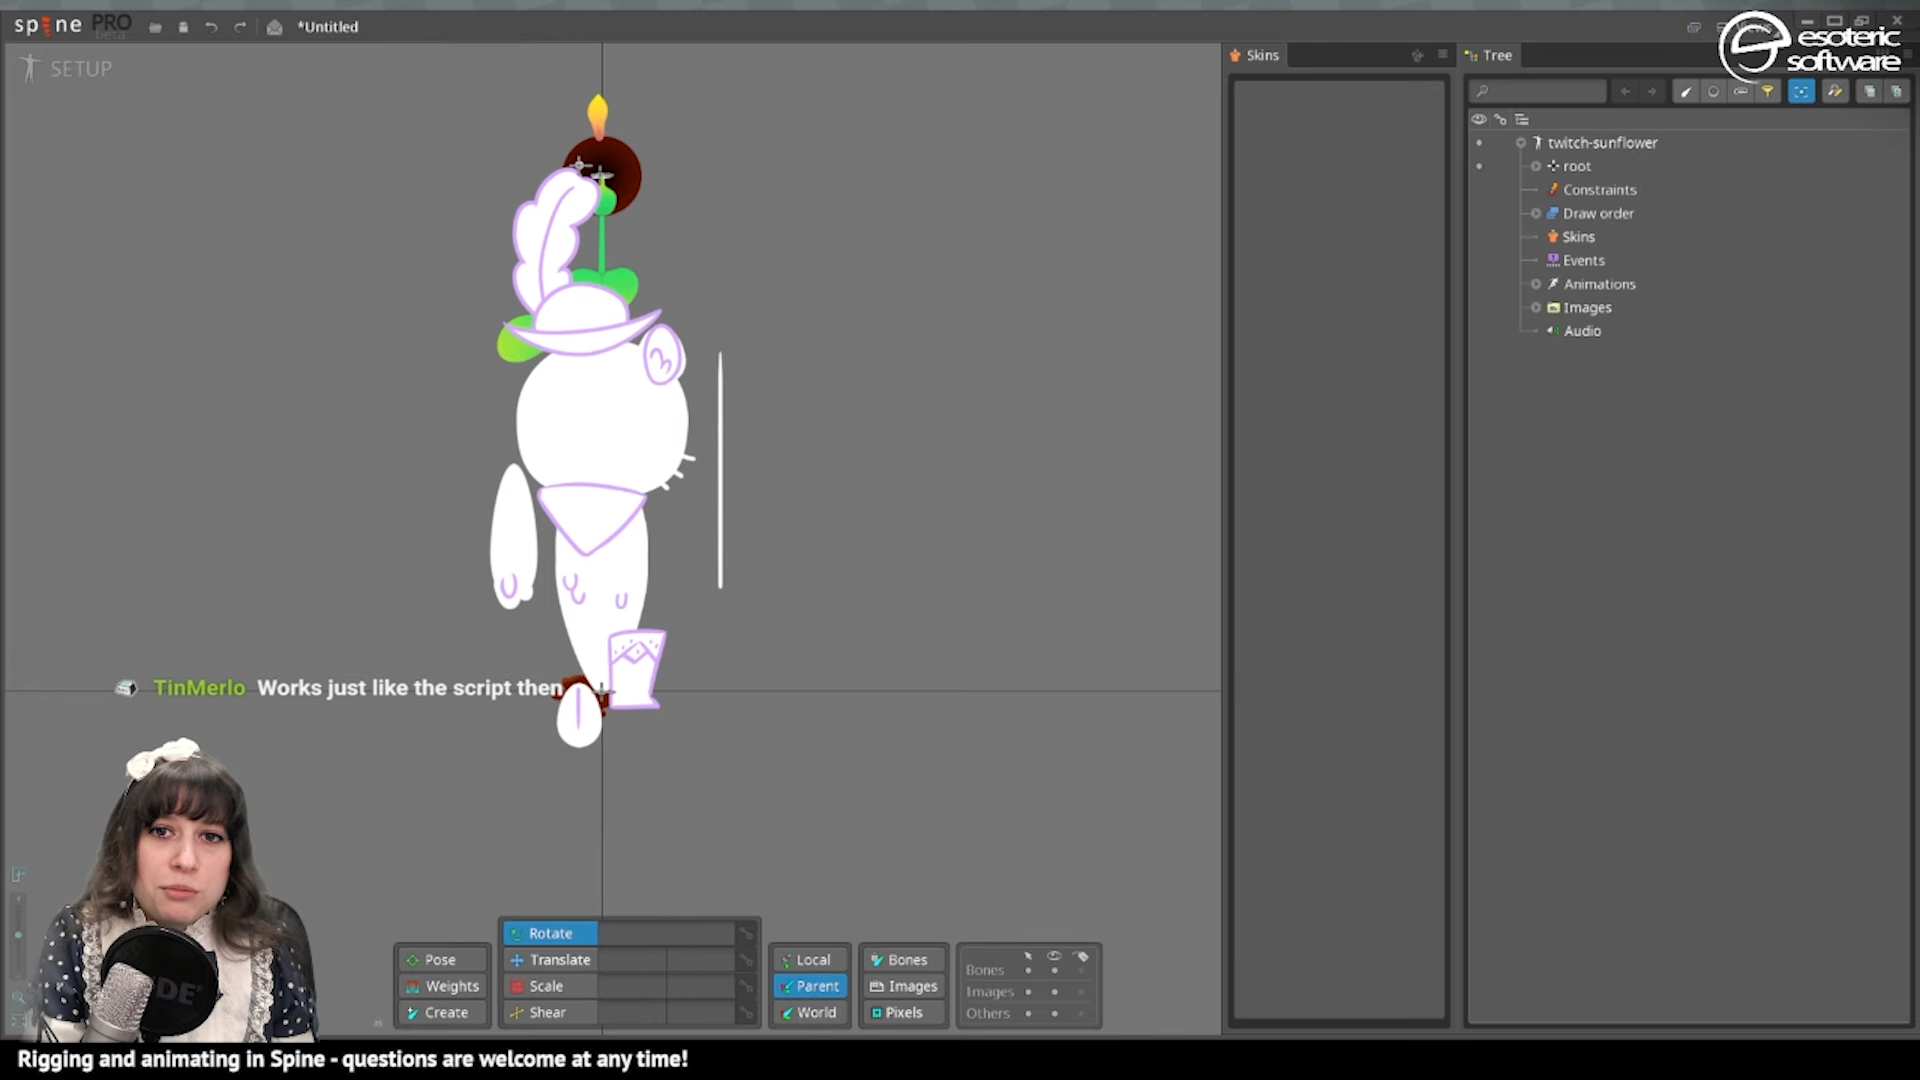 spine PRO
beta
*Untitled
Views
esoteric
software
SETUP
Skins
Tree
twitch-sunflower
root
Constraints
Draw order
Skins
Events
Animations
Images
Audio
TinMerlo Works just like the script then
Pose
Weights
Create
Rotate
Translate
Scale
Shear
Local
Parent
World
Bones
Images
Pixels
Bones
Images
Others
Rigging and animating in Spine - questions are welcome at any time!